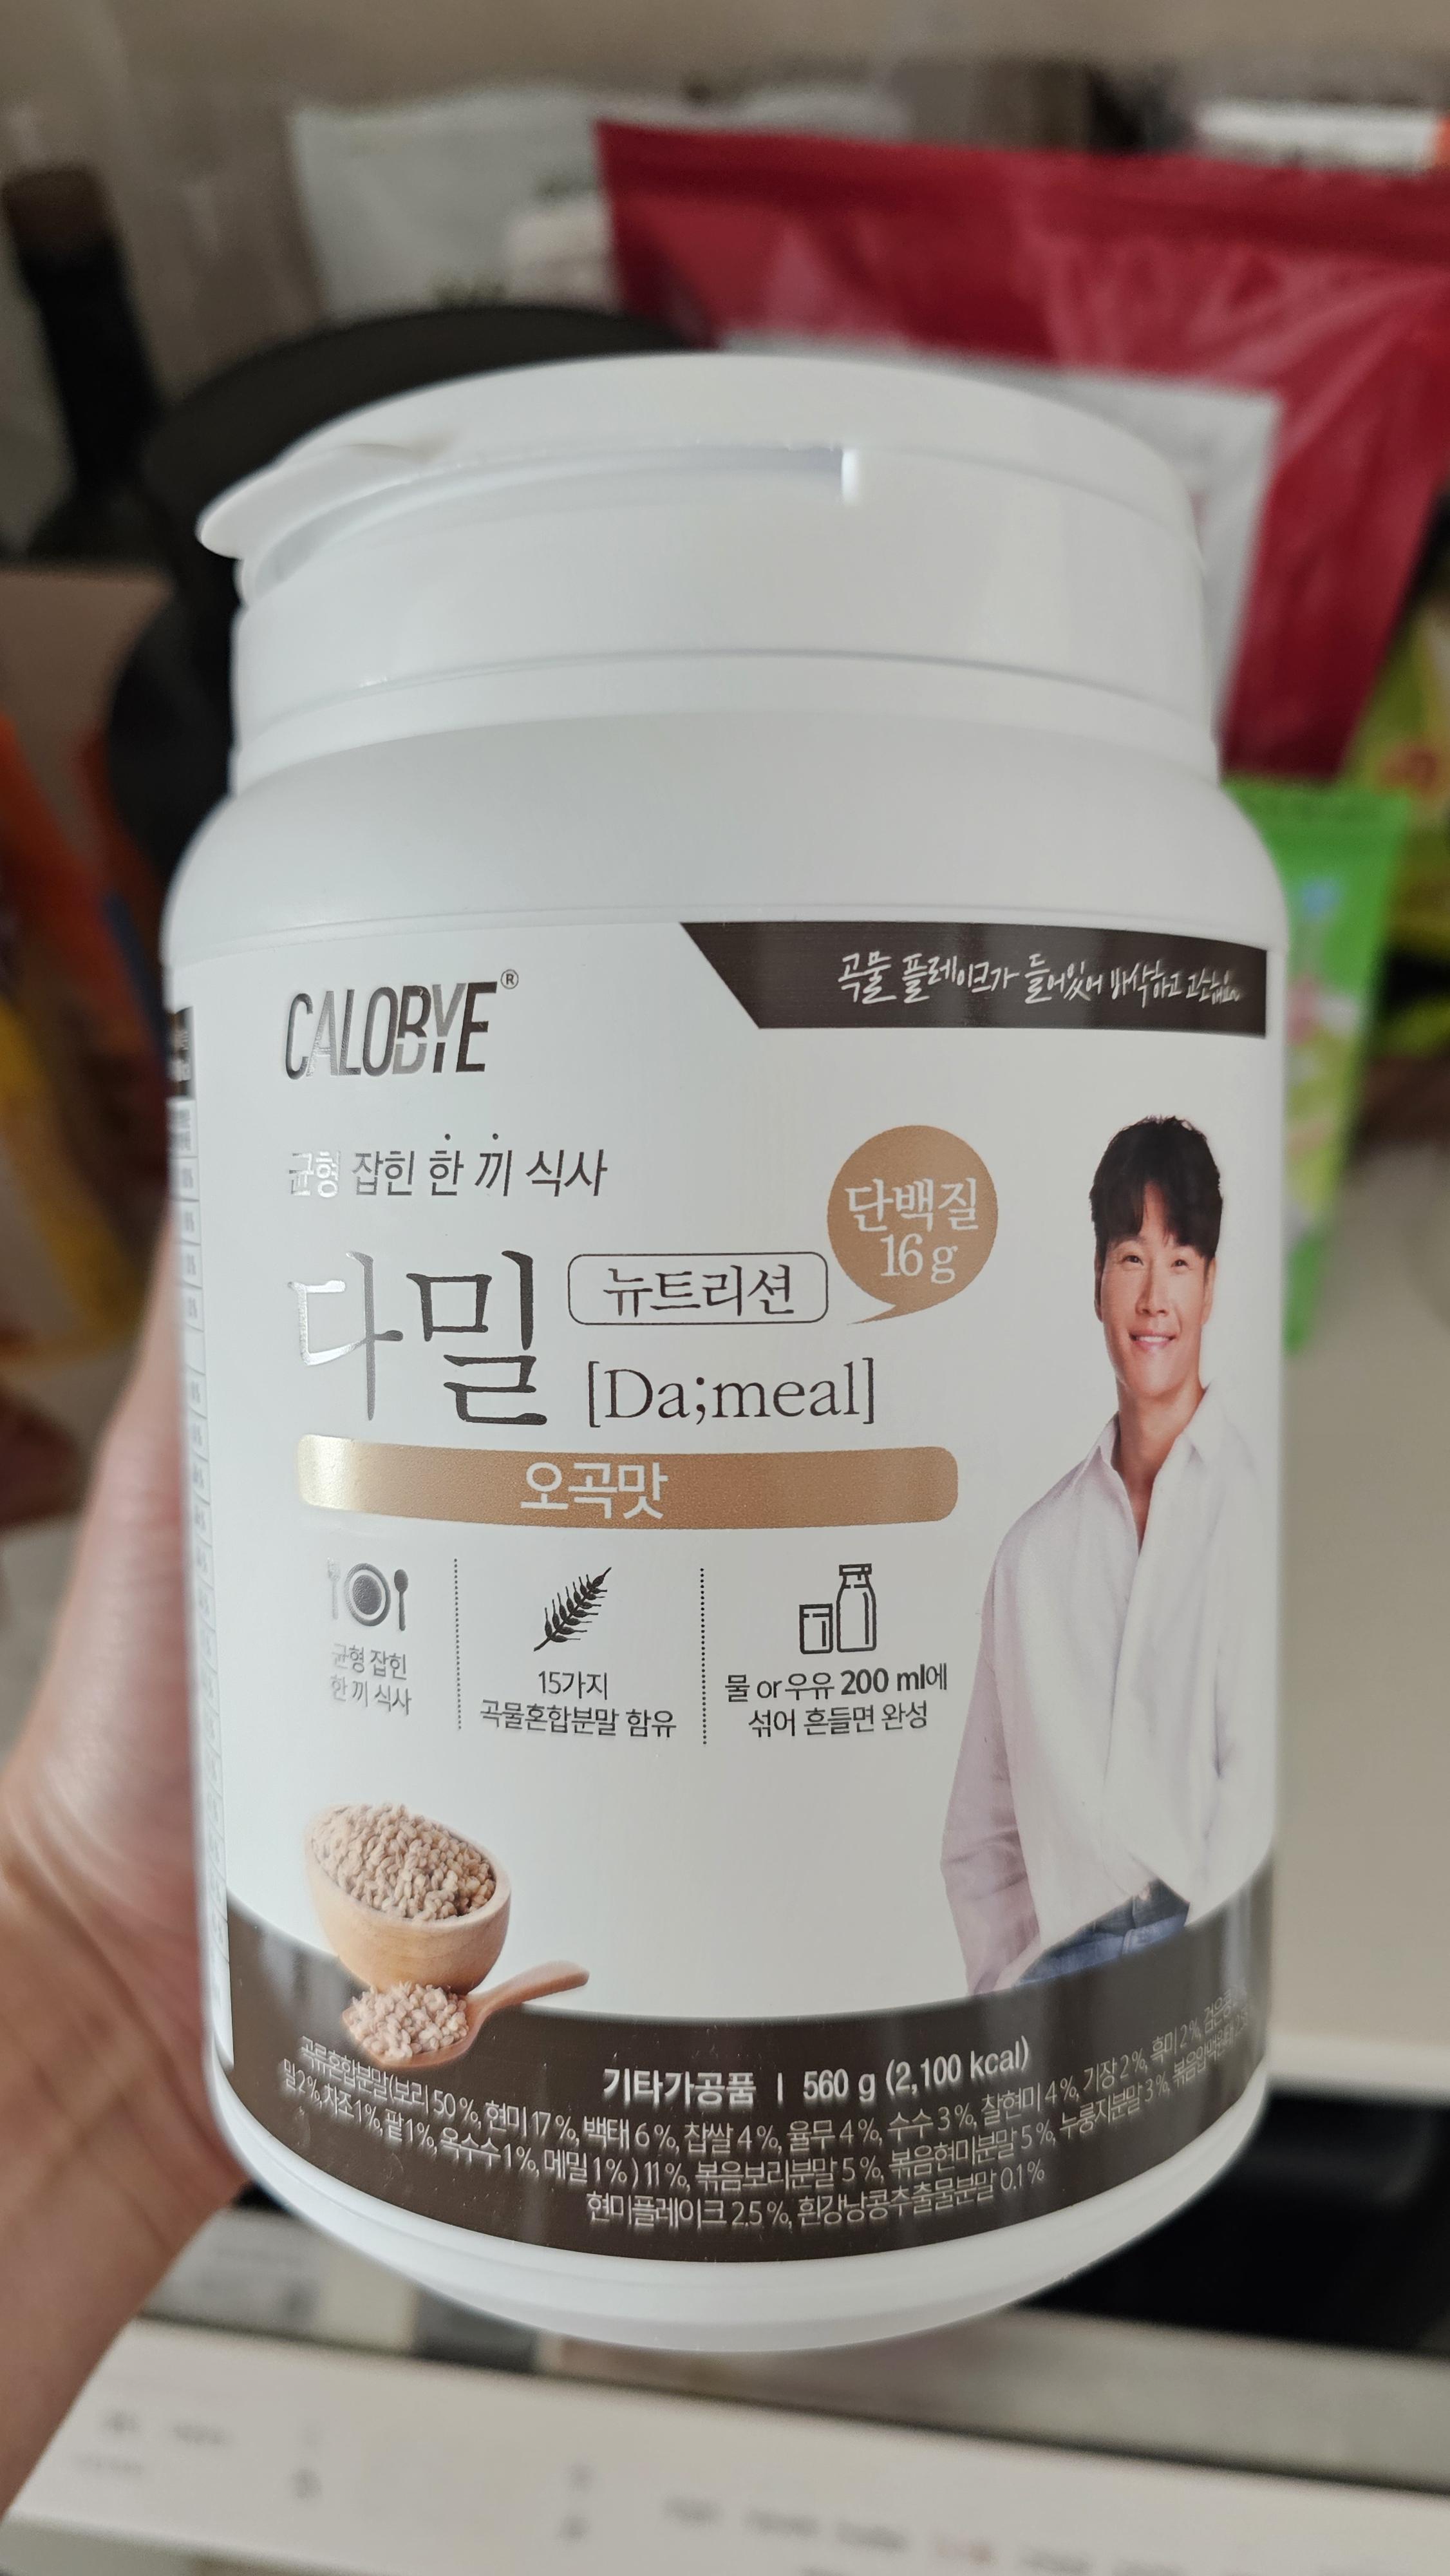 곡물 플레이크가 들어있어 바삭하고 고소해요
CALOBYE®
균형 잡힌 한 끼 식사
단백질
16 g
다밀 뉴트리션
[Da;meal]
오곡맛
균형 잡힌
한 끼 식사
15가지
곡물혼합분말 함유
물 or 우유 200 ml에
섞어 흔들면 완성
기타가공품 | 560 g (2,100 kcal)
곡류혼합분말(보리 50 %, 현미 17 %, 백태 6 %, 찹쌀 4 %, 율무 4 %, 수수 3 %, 찰현미 4 %, 기장 2 %, 흑미 2 %, 검은콩
밀 2 %, 차조 1 %, 팥 1 %, 옥수수 1 %, 메밀 1 % ) 11 %, 볶음보리분말 5 %, 볶음현미분말 5 %, 누룽지분말 3 %,
현미플레이크 2.5 %, 흰강낭콩추출물분말 0.1 %